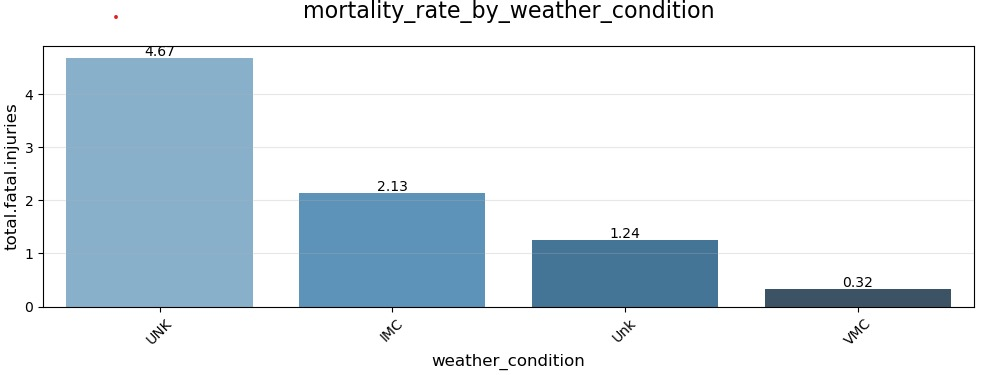 mortality_rate_by_weather_condition
4.67
2.13
1.24
0.32
4
3
2
1
0
total.fatal.injuries
UNK
IMC
Unk
VMC
weather_condition